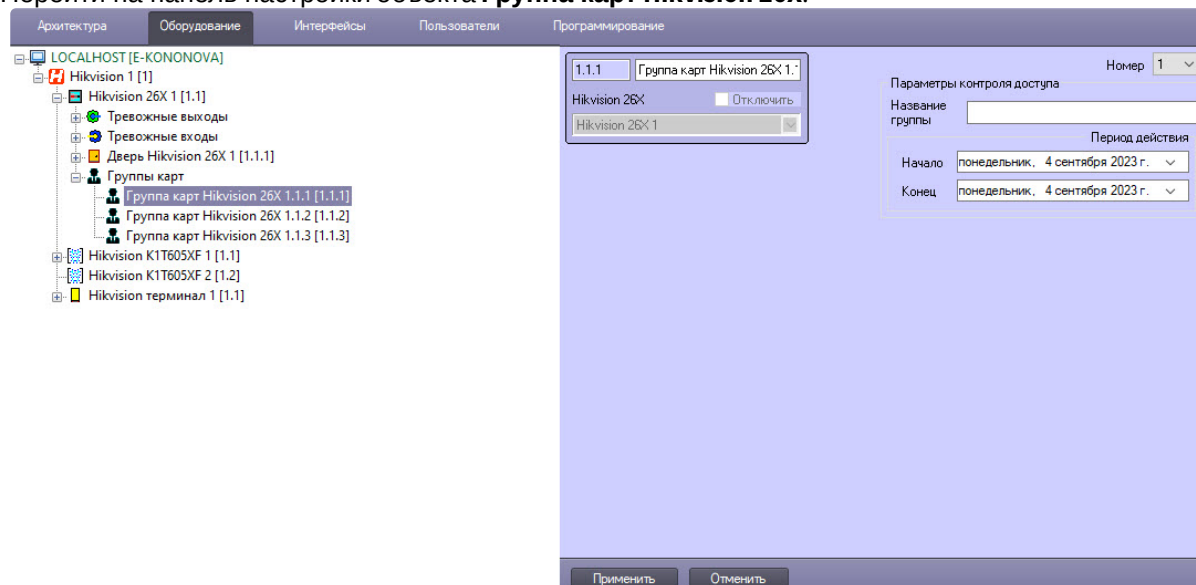 Перейти на панель настройки объекта Группа карт Hikvision 26x.
Архитектура Оборудование Интерфейсы Пользователи Программирование
LOCALHOST [E-KONONOVA]
Hikvision 1 [1]
Hikvision 26X 1 [1.1]
Тревожные выходы
Тревожные входы
Дверь Hikvision 26X 1 [1.1.1]
Группы карт
Группа карт Hikvision 26X 1.1.1 [1.1.1]
Группа карт Hikvision 26X 1.1.2 [1.1.2]
Группа карт Hikvision 26X 1.1.3 [1.1.3]
Hikvision K1T605XF 1 [1.1]
Hikvision K1T605XF 2 [1.2]
Hikvision терминал 1 [1.1]
1.1.1 Группа карт Hikvision 26X 1.
Hikvision 26X Отключить
Hikvision 26X 1
Номер 1
Параметры контроля доступа
Название
группы
Период действия
Начало понедельник, 4 сентября 2023 г.
Конец понедельник, 4 сентября 2023 г.
Применить Отменить